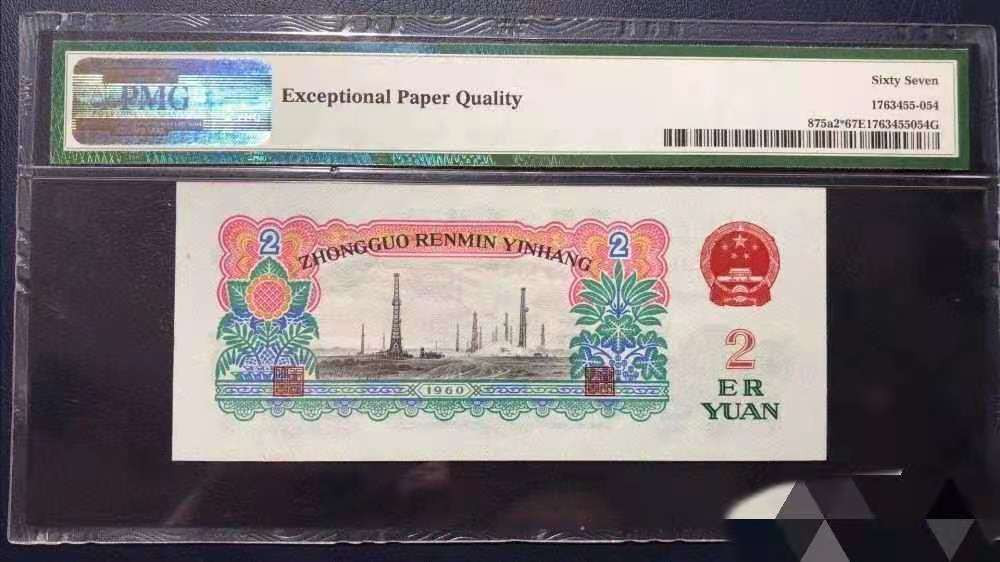 PMG
Exceptional Paper Quality
Sixty Seven
1763455-054
875a2*67E1763455054G
2
ZHONGGUO RENMIN YINHANG
2
1960
2
ER
YUAN